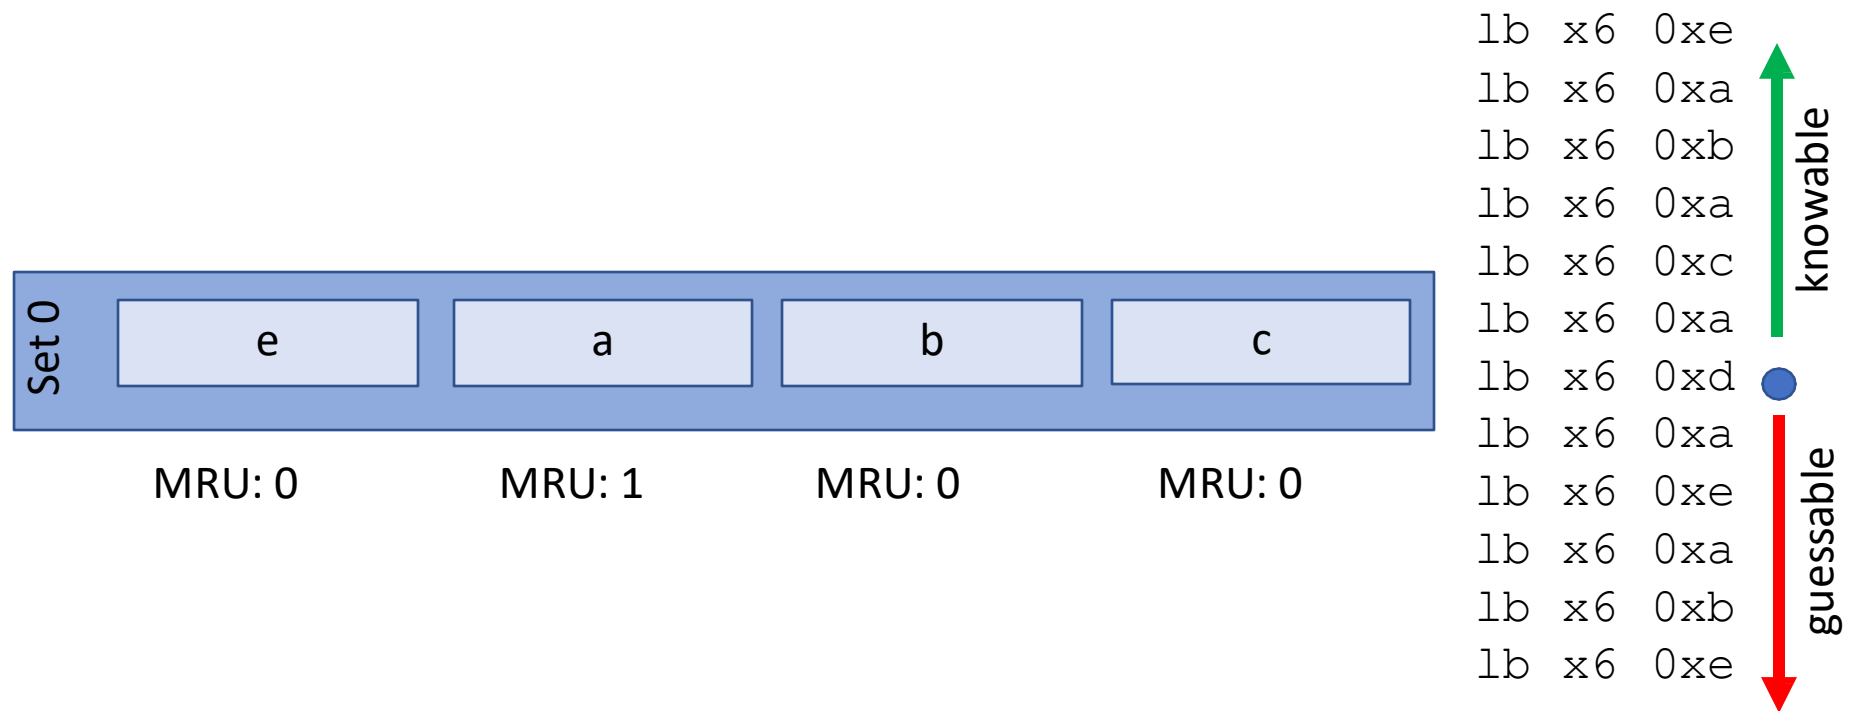 Set 0
e
a
b
c
MRU: 0
MRU: 1
MRU: 0
MRU: 0
lb x6 0xe
lb x6 0xa
lb x6 0xb
lb x6 0xa
lb x6 0xc
lb x6 0xa
lb x6 0xd
lb x6 0xa
lb x6 0xe
lb x6 0xa
lb x6 0xb
lb x6 0xe
knowable
guessable